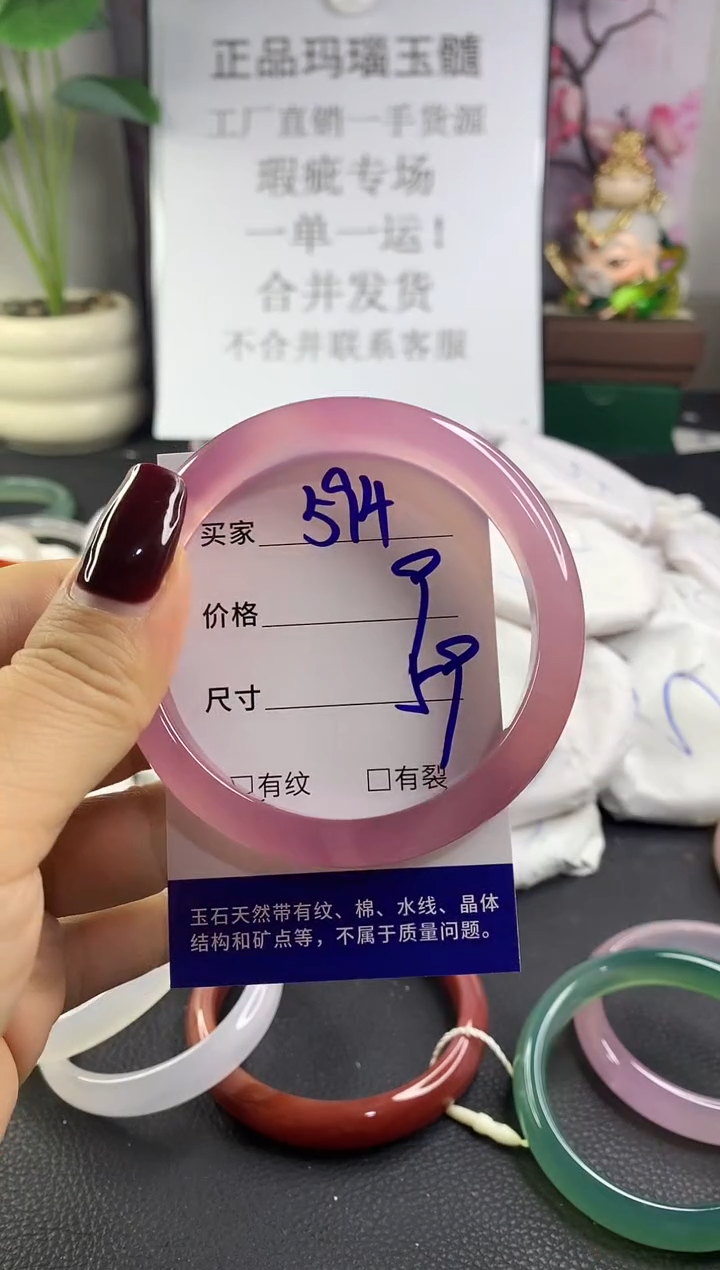 正品玛瑙玉髓
工厂直销一手货源
瑕疵专场
一单一运！
合并发货
不合并联系客服
买家 594
价格 9
尺寸 59
□有纹 □有裂
玉石天然带有纹、棉、水线、晶体
结构和矿点等，不属于质量问题。